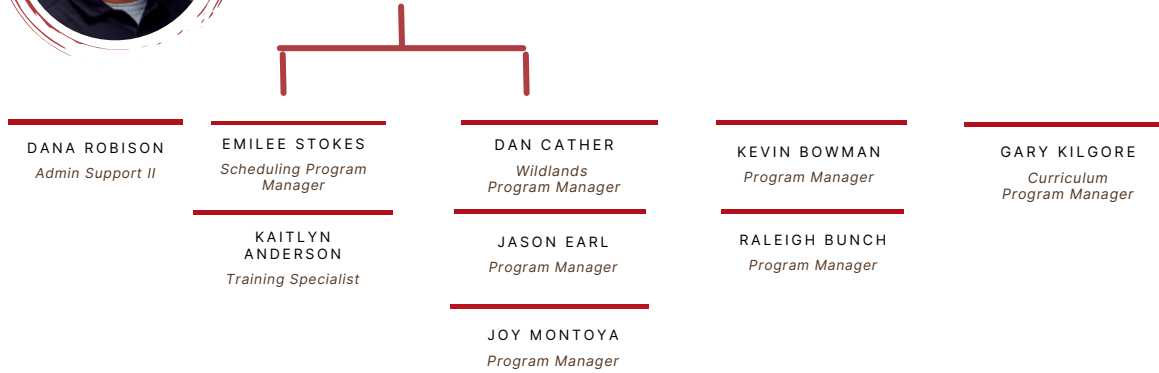 DANA ROBISON
Admin Support II
EMILEE STOKES
Scheduling Program
Manager
KAITLYN
ANDERSON
Training Specialist
DAN CATHER
Wildlands
Program Manager
JASON EARL
Program Manager
JOY MONTOYA
Program Manager
KEVIN BOWMAN
Program Manager
RALEIGH BUNCH
Program Manager
GARY KILGORE
Curriculum
Program Manager